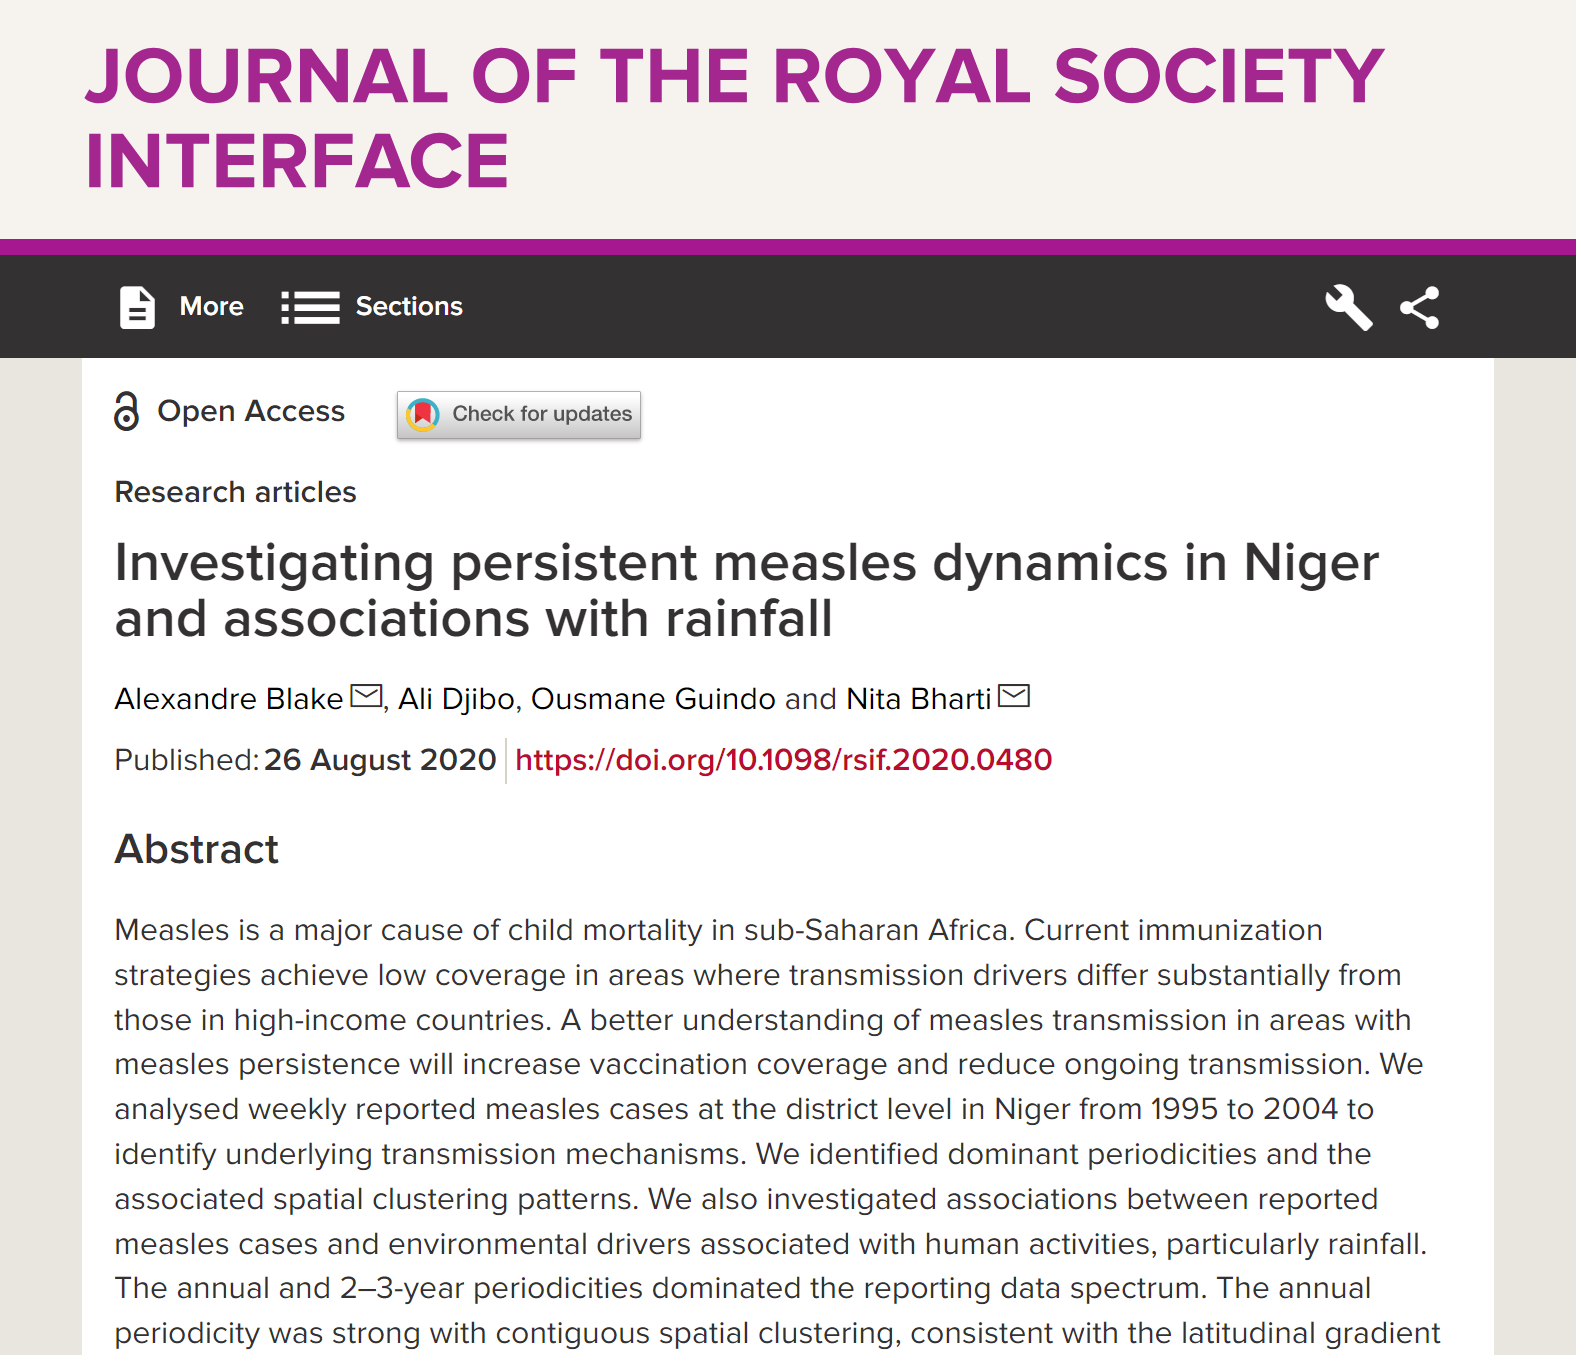 JOURNAL OF THE ROYAL SOCIETY
INTERFACE
More
Sections
Open Access
Check for updates
Research articles
Investigating persistent measles dynamics in Niger
and associations with rainfall
Alexandre Blake, Ali Djibo, Ousmane Guindo and Nita Bharti
Published: 26 August 2020 https://doi.org/10.1098/rsif.2020.0480
Abstract
Measles is a major cause of child mortality in sub-Saharan Africa. Current immunization
strategies achieve low coverage in areas where transmission drivers differ substantially from
those in high-income countries. A better understanding of measles transmission in areas with
measles persistence will increase vaccination coverage and reduce ongoing transmission. We
analysed weekly reported measles cases at the district level in Niger from 1995 to 2004 to
identify underlying transmission mechanisms. We identified dominant periodicities and the
associated spatial clustering patterns. We also investigated associations between reported
measles cases and environmental drivers associated with human activities, particularly rainfall.
The annual and 2–3-year periodicities dominated the reporting data spectrum. The annual
periodicity was strong with contiguous spatial clustering, consistent with the latitudinal gradient